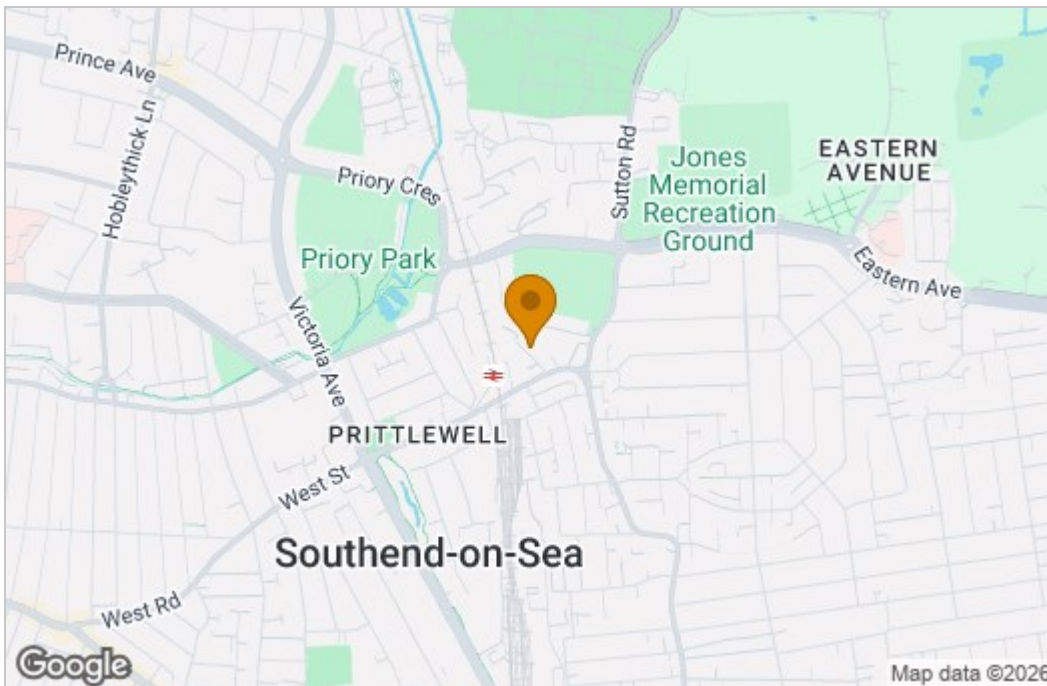 Prince Ave
Hobleythick Ln
Priory Cres
Priory Park
Victoria Ave
Sutton Rd
Jones
Memorial
Recreation
Ground
EASTERN
AVENUE
Eastern Ave
PRITTLEWELL
West St
Southend-on-Sea
West Rd
Google
Map data ©2026